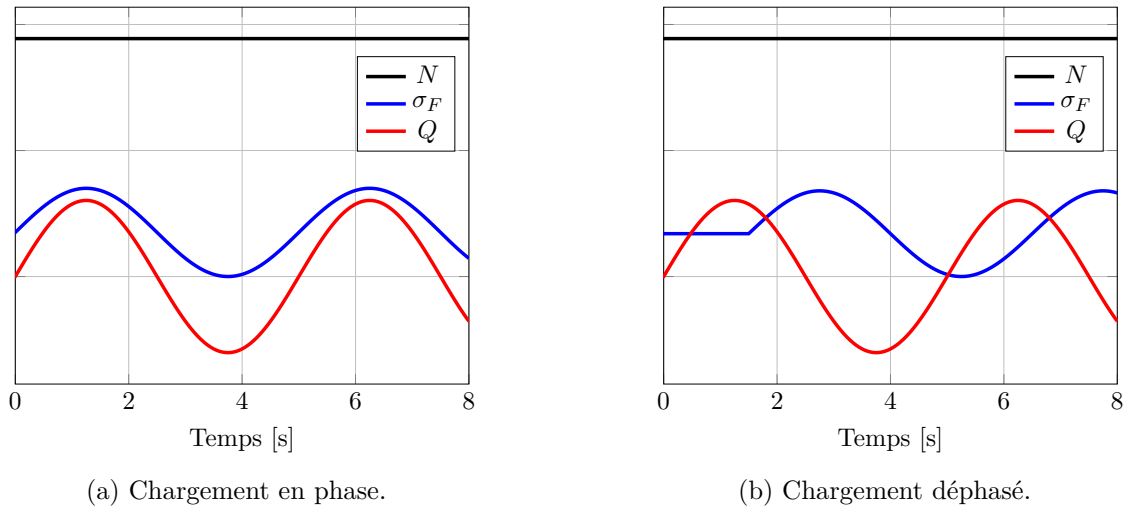 N
σ_F
Q
0 2 4 6 8
Temps [s]
(a) Chargement en phase.
N
σ_F
Q
0 2 4 6 8
Temps [s]
(b) Chargement déphasé.